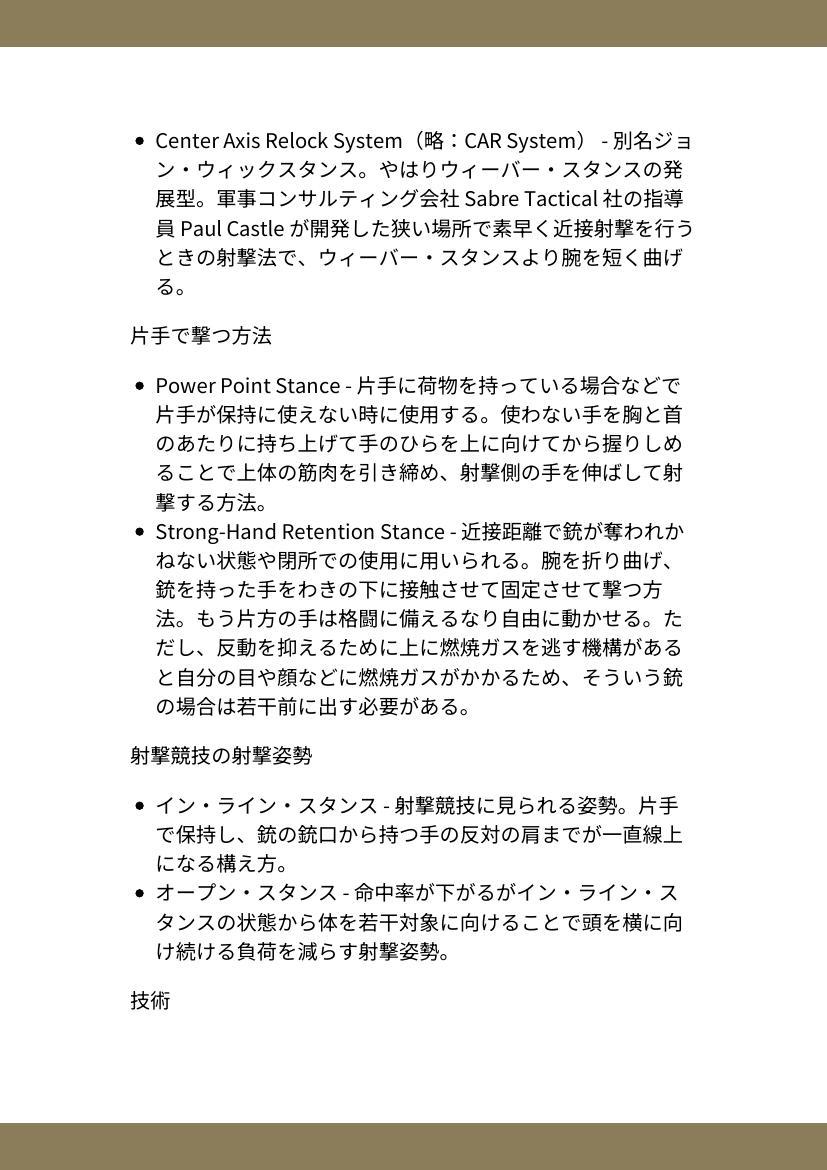 Center Axis Relock System（略：CAR System） - 別名ジョ
ン・ウィックスタンス。やはりウィーバー・スタンスの発
展型。軍事コンサルティング会社 Sabre Tactical 社の指導
員 Paul Castle が開発した狭い場所で素早く近接射撃を行う
ときの射撃法で、ウィーバー・スタンスより腕を短く曲げ
る。
片手で撃つ方法
Power Point Stance - 片手に荷物を持っている場合などで
片手が保持に使えない時に使用する。使わない手を胸と首
のあたりに持ち上げて手のひらを上に向けてから握りしめ
ることで上体の筋肉を引き締め、射撃側の手を伸ばして射
撃する方法。
Strong-Hand Retention Stance - 近接距離で銃が奪われか
ねない状態や閉所での使用に用いられる。腕を折り曲げ、
銃を持った手をわきの下に接触させて固定させて撃つ方
法。もう片方の手は格闘に備えるなり自由に動かせる。た
だし、反動を抑えるために上に燃焼ガスを逃す機構がある
と自分の目や顔などに燃焼ガスがかかるため、そういう銃
の場合は若干前に出す必要がある。
射撃競技の射撃姿勢
イン・ライン・スタンス - 射撃競技に見られる姿勢。片手
で保持し、銃の銃口から持つ手の反対の肩までが一直線上
になる構え方。
オープン・スタンス - 命中率が下がるがイン・ライン・ス
タンスの状態から体を若干対象に向けることで頭を横に向
け続ける負荷を減らす射撃姿勢。
技術